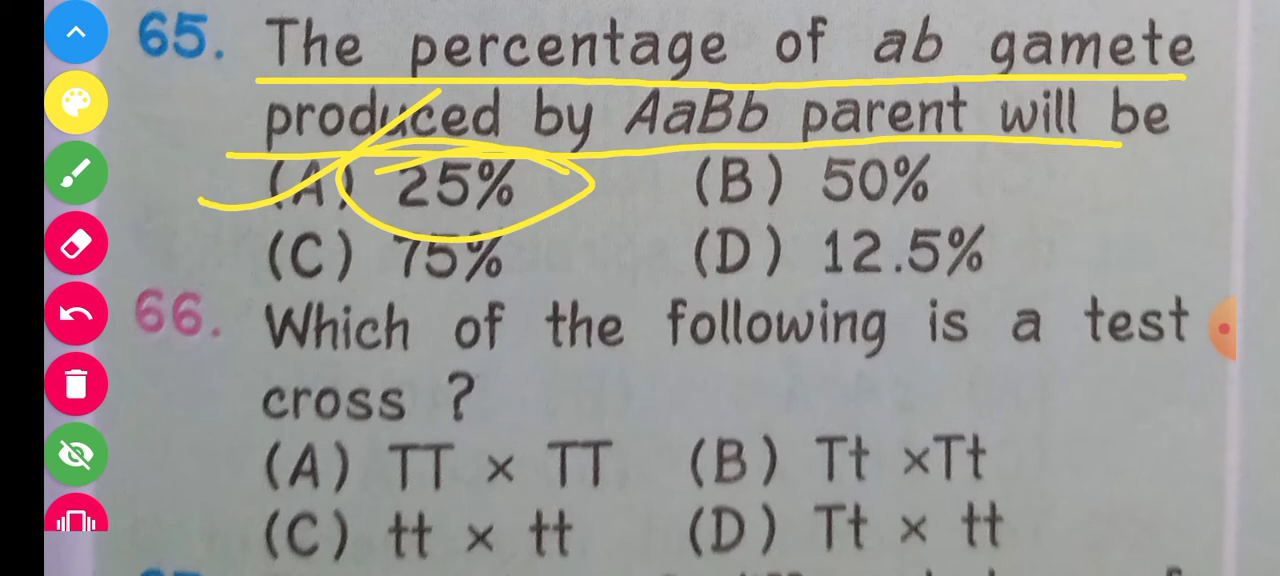 65. The percentage of ab gamete
produced by AaBb parent will be
(A) 25% (B) 50%
(C) 75% (D) 12.5%
66. Which of the following is a test
cross ?
(A) TT × TT (B) Tt ×Tt
(C) tt × tt (D) Tt × tt